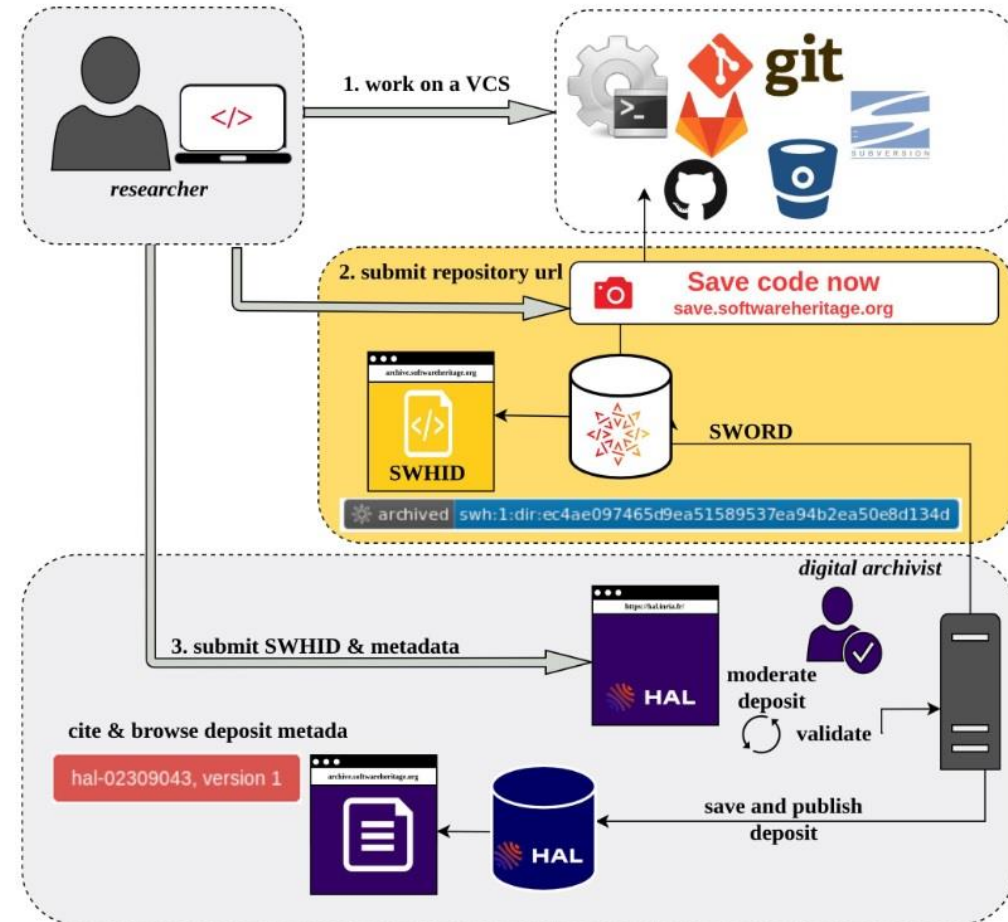 1. work on a VCS
git
</>
>_
SUBVERSION
researcher
2. submit repository url
Save code now
save.softwareheritage.org
archive.softwareheritage.org
</>
SWHID
</>
SWORD
archived swh:1:dir:ec4ae097465d9ea51589537ea94b2ea50e8d134d
digital archivist
https://hal.inria.fr/
3. submit SWHID & metadata
HAL
moderate
deposit
validate
cite & browse deposit metada
hal-02309043, version 1
archive.softwareheritage.org
HAL
save and publish
deposit